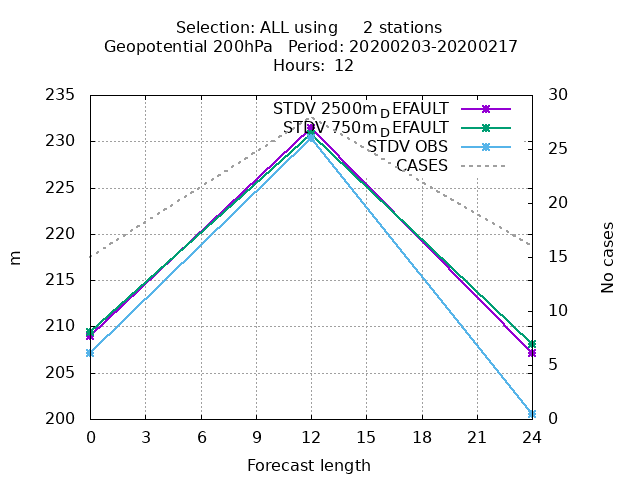 Selection: ALL using 2 stations
Geopotential 200hPa Period: 20200203-20200217
Hours: 12
STDV 2500m_DEFAULT
STDV 750m_DEFAULT
STDV OBS
CASES
235
230
225
220
215
210
205
200
30
25
20
15
10
5
0
m
No cases
0 3 6 9 12 15 18 21 24
Forecast length